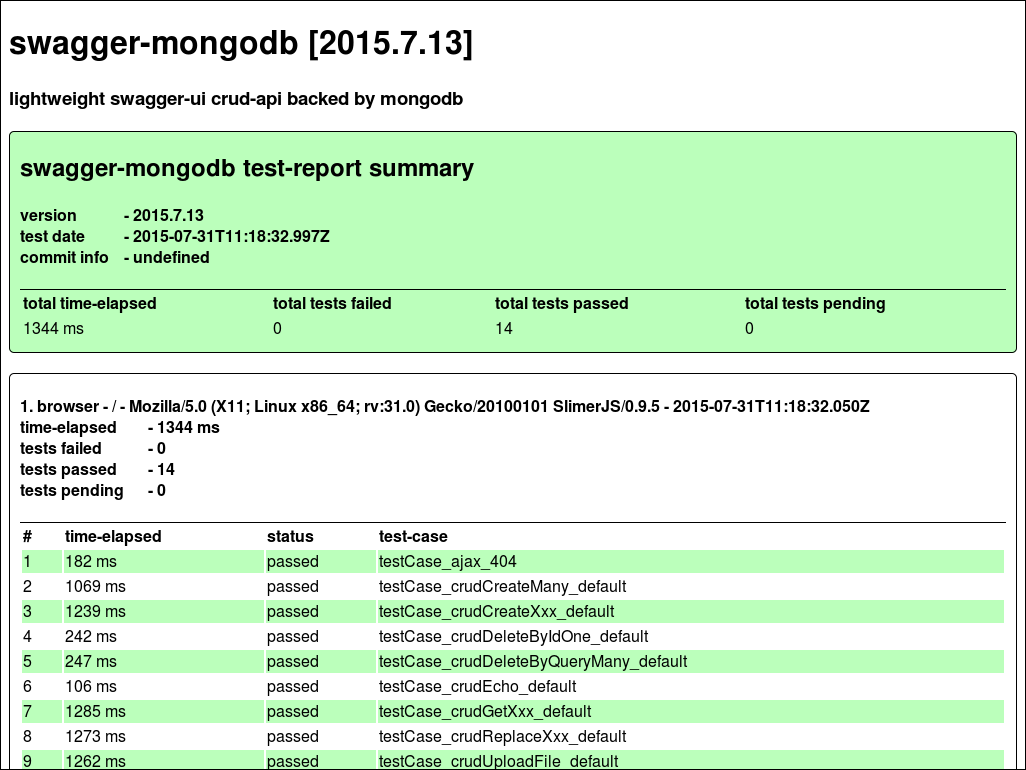 swagger-mongodb [2015.7.13]
lightweight swagger-ui crud-api backed by mongodb
swagger-mongodb test-report summary
version - 2015.7.13
test date - 2015-07-31T11:18:32.997Z
commit info - undefined
total time-elapsed total tests failed total tests passed total tests pending
1344 ms 0 14 0
1. browser - / - Mozilla/5.0 (X11; Linux x86_64; rv:31.0) Gecko/20100101 SlimerJS/0.9.5 - 2015-07-31T11:18:32.050Z
time-elapsed - 1344 ms
tests failed - 0
tests passed - 14
tests pending - 0
# time-elapsed status test-case
1 182 ms passed testCase_ajax_404
2 1069 ms passed testCase_crudCreateMany_default
3 1239 ms passed testCase_crudCreateXxx_default
4 242 ms passed testCase_crudDeleteByIdOne_default
5 247 ms passed testCase_crudDeleteByQueryMany_default
6 106 ms passed testCase_crudEcho_default
7 1285 ms passed testCase_crudGetXxx_default
8 1273 ms passed testCase_crudReplaceXxx_default
9 1262 ms passed testCase_crudUploadFile_default